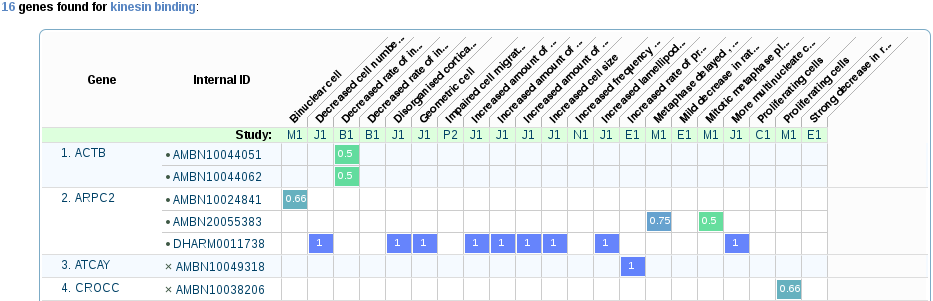 16 genes found for kinesin binding:
Gene
Internal ID
Binuclear cell
Decreased cell numbe...
Decreased rate of in...
Decreased rate of in...
Disorganised cortica...
Geometric cell
Impaired cell migrat...
Increased amount of ...
Increased amount of ...
Increased amount of ...
Increased cell size
Increased frequency ...
Increased lamellipod...
Increased rate of pr...
Metaphase delayed , ...
Mild decrease in rat...
Mitotic metaphase pl...
More multinucleate c...
Proliferating cells
Proliferating cells
Strong decrease in r...
Study: M1 J1 B1 B1 J1 J1 P2 J1 J1 J1 J1 N1 J1 E1 M1 E1 M1 J1 C1 M1 E1
1. ACTB • AMBN10044051 0.5
• AMBN10044062 0.5
2. ARPC2 • AMBN10024841 0.66
• AMBN20055383 0.75 0.5
• DHARM0011738 1 1 1 1 1 1 1 1 1
3. ATCAY × AMBN10049318 1
4. CROCC × AMBN10038206 0.66